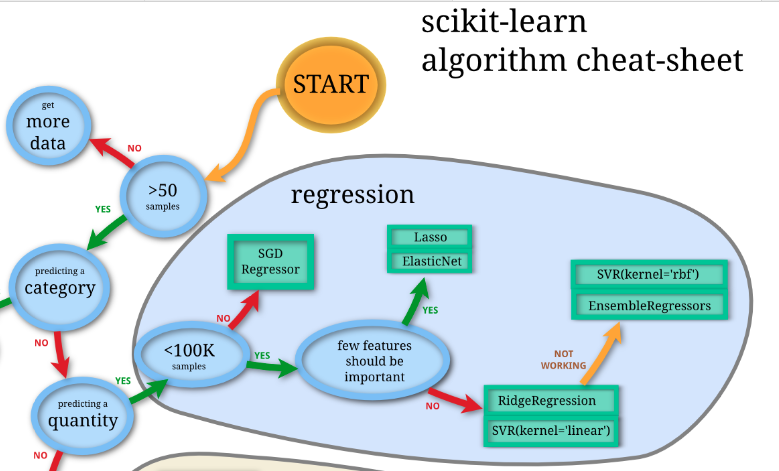 scikit-learn
algorithm cheat-sheet
START
get
more
data
NO
>50
samples
YES
predicting a
category
NO
predicting a
quantity
YES
NO
regression
SGD
Regressor
NO
<100K
samples
YES
Lasso
ElasticNet
YES
few features
should be
important
NO
RidgeRegression
SVR(kernel='linear')
NOT
WORKING
SVR(kernel='rbf')
EnsembleRegressors